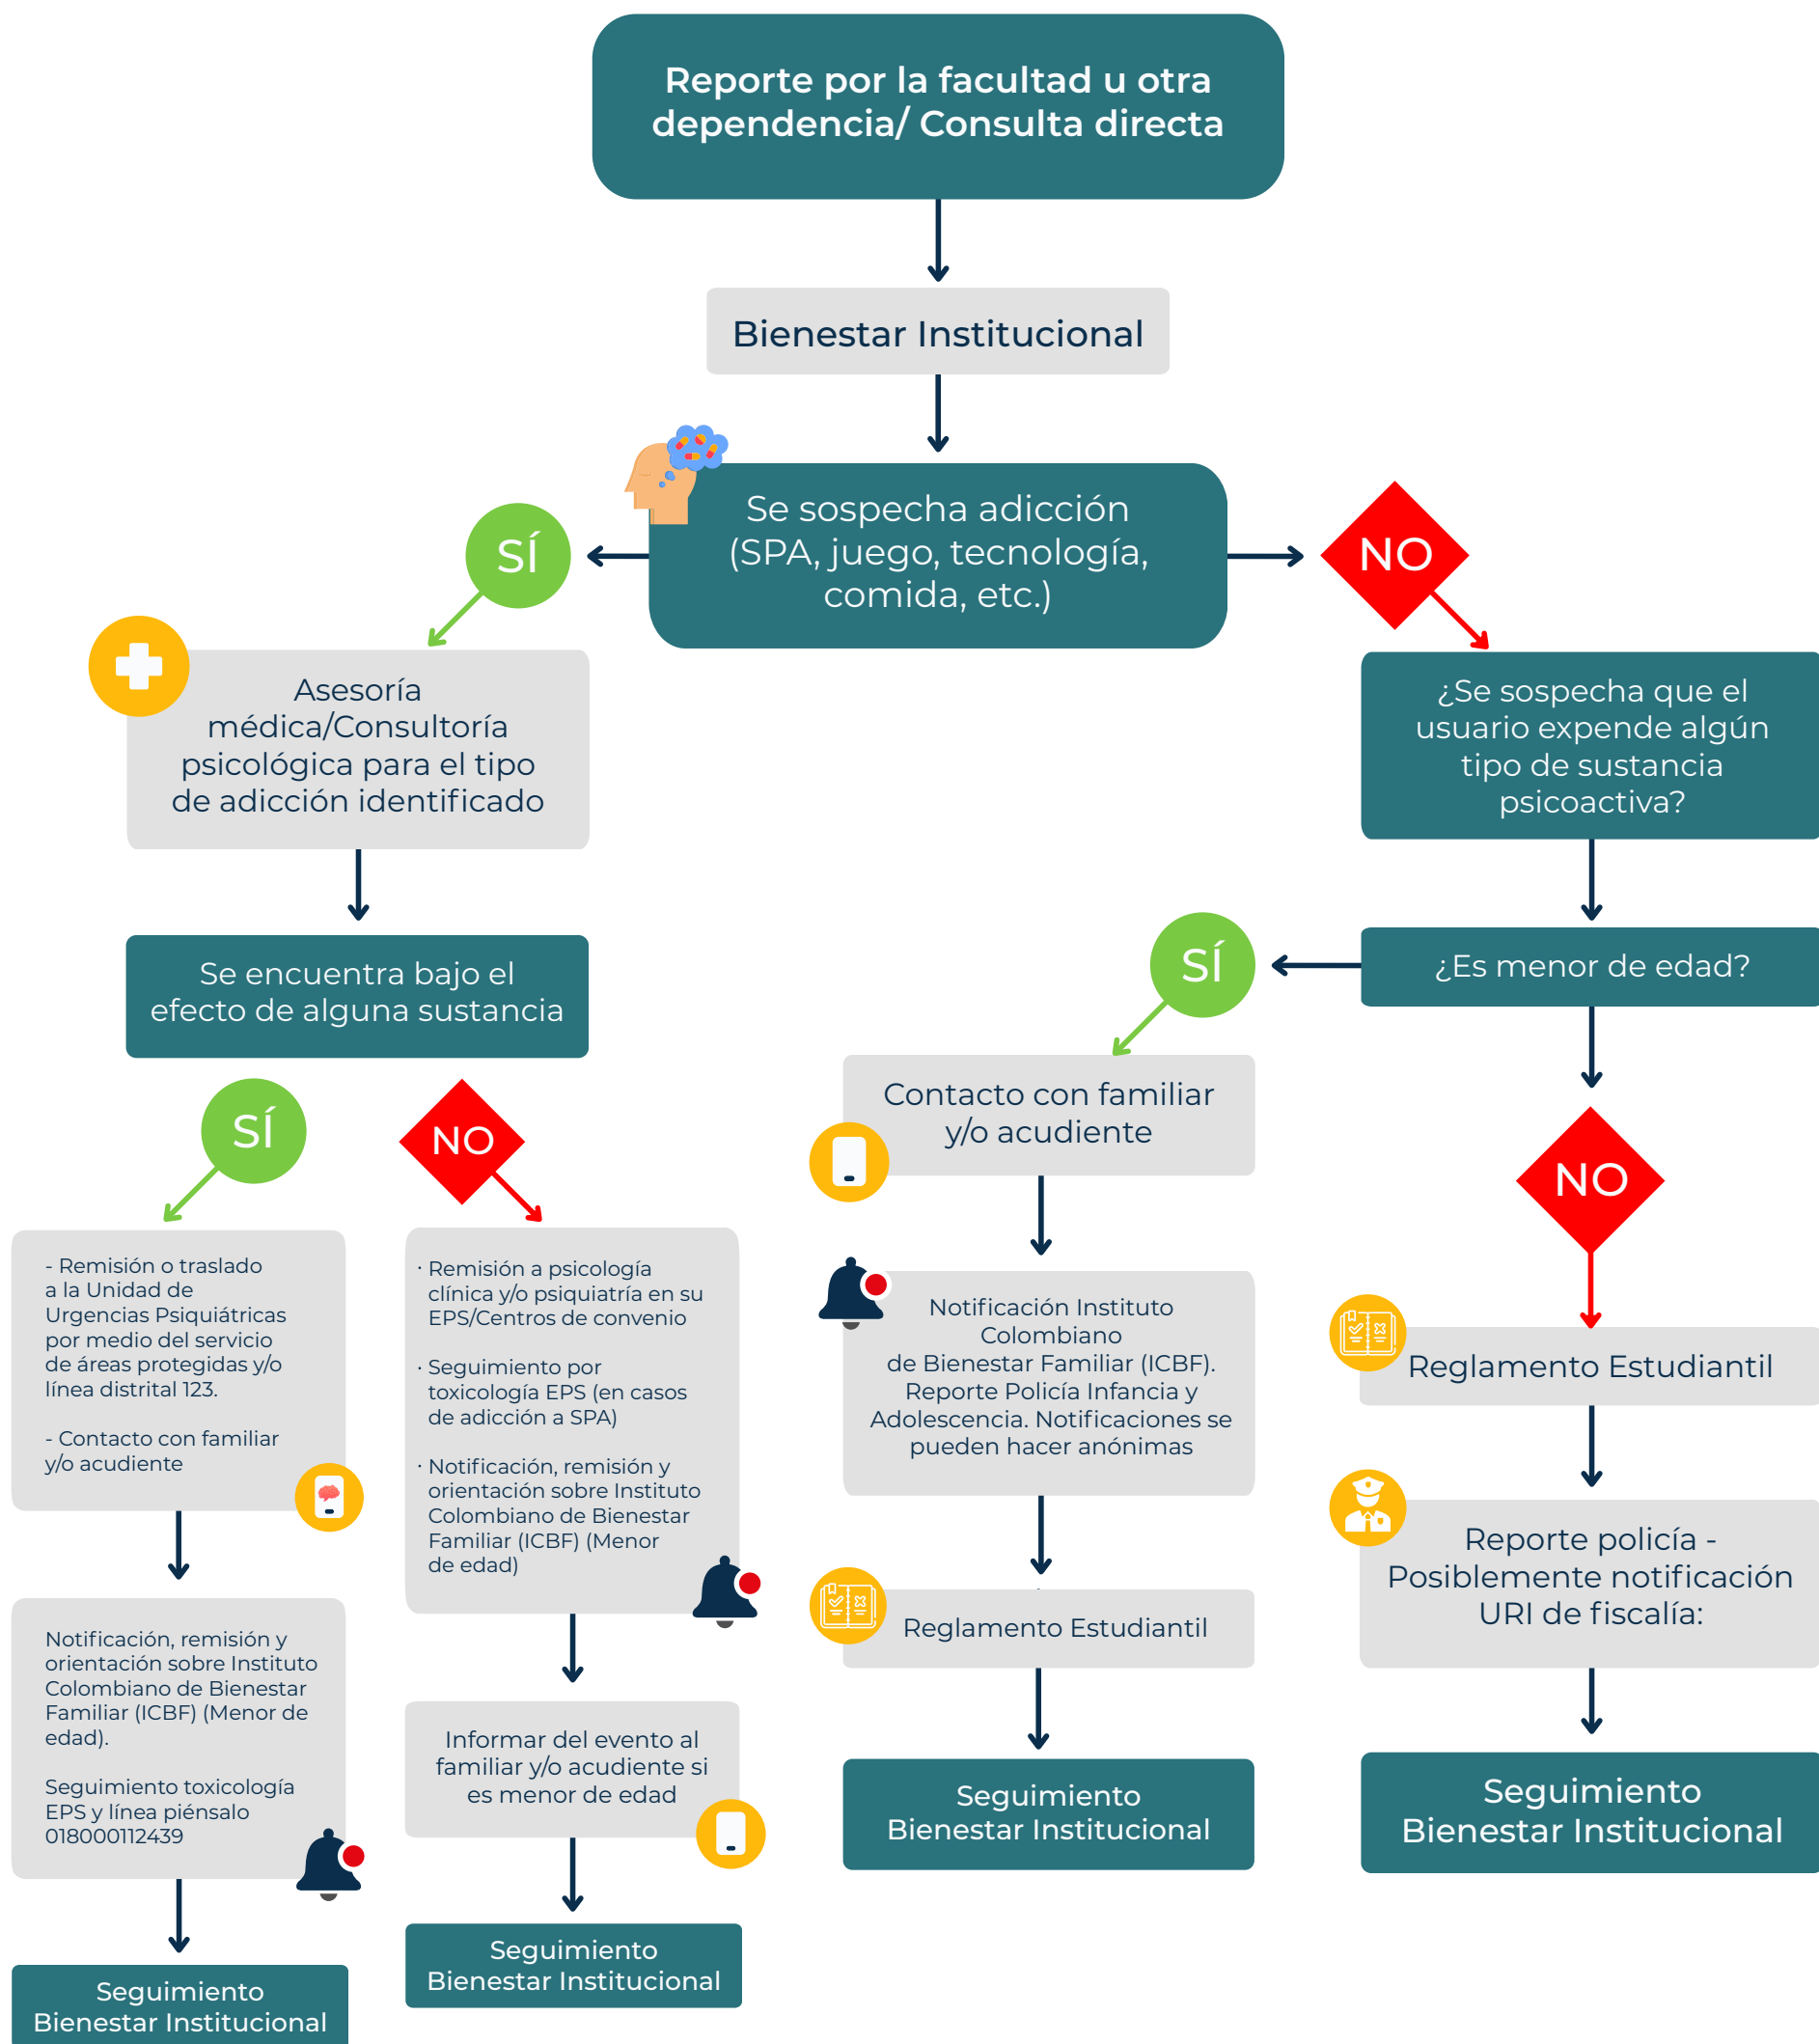 Reporte por la facultad u otra
dependencia/ Consulta directa
Bienestar Institucional
Se sospecha adicción
(SPA, juego, tecnología,
comida, etc.)
SÍ
NO
Asesoría
médica/Consultoría
psicológica para el tipo
de adicción identificado
¿Se sospecha que el
usuario expende algún
tipo de sustancia
psicoactiva?
Se encuentra bajo el
efecto de alguna sustancia
SÍ
¿Es menor de edad?
SÍ
NO
Contacto con familiar
y/o acudiente
NO
- Remisión o traslado
a la Unidad de
Urgencias Psiquiátricas
por medio del servicio
de áreas protegidas y/o
línea distrital 123.
- Contacto con familiar
y/o acudiente
· Remisión a psicología
clínica y/o psiquiatría en su
EPS/Centros de convenio
· Seguimiento por
toxicología EPS (en casos
de adicción a SPA)
· Notificación, remisión y
orientación sobre Instituto
Colombiano de Bienestar
Familiar (ICBF) (Menor
de edad)
Notificación Instituto
Colombiano
de Bienestar Familiar (ICBF).
Reporte Policía Infancia y
Adolescencia. Notificaciones se
pueden hacer anónimas
Reglamento Estudiantil
Reporte policía -
Posiblemente notificación
URI de fiscalía:
Notificación, remisión y
orientación sobre Instituto
Colombiano de Bienestar
Familiar (ICBF) (Menor de
edad).
Seguimiento toxicología
EPS y línea piénsalo
018000112439
Informar del evento al
familiar y/o acudiente si
es menor de edad
Reglamento Estudiantil
Seguimiento
Bienestar Institucional
Seguimiento
Bienestar Institucional
Seguimiento
Bienestar Institucional
Seguimiento
Bienestar Institucional